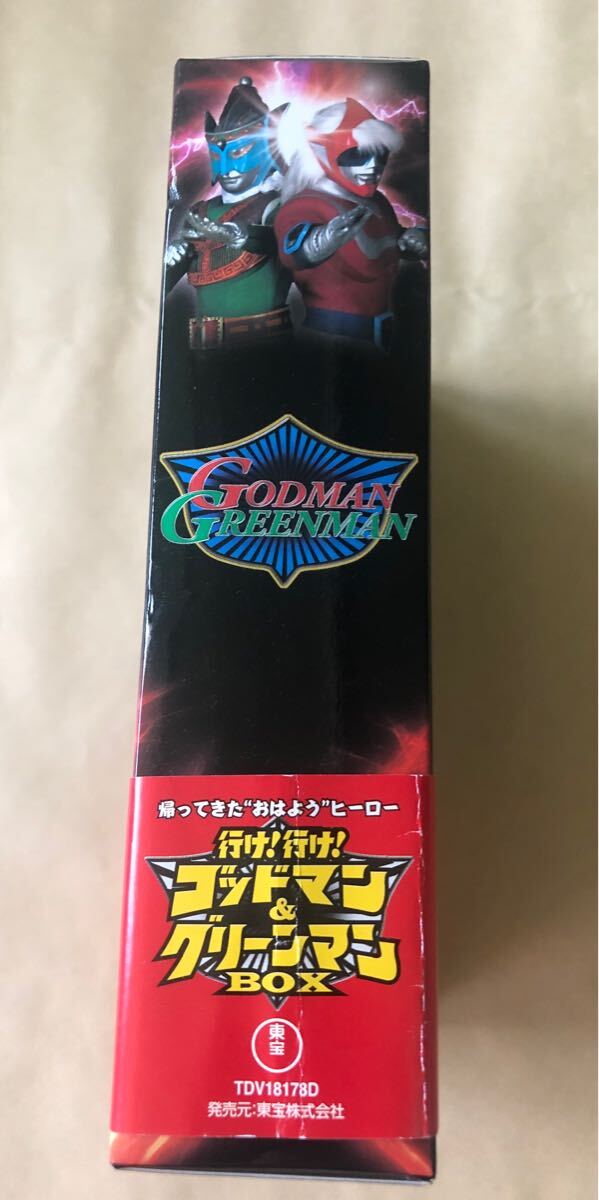 GODMAN
GREENMAN
帰ってきた“おはよう”ヒーロー
行け!行け!
ゴッドマン
&
グリーンマン
BOX
東宝
TDV18178D
発売元:東宝株式会社